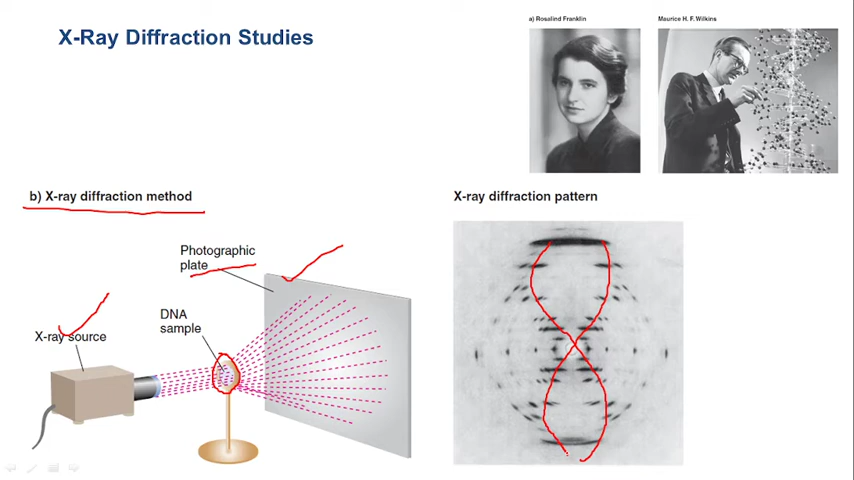 X-Ray Diffraction Studies
a) Rosalind Franklin
Maurice H. F. Wilkins
b) X-ray diffraction method
X-ray diffraction pattern
Photographic
plate
DNA
sample
X-ray source